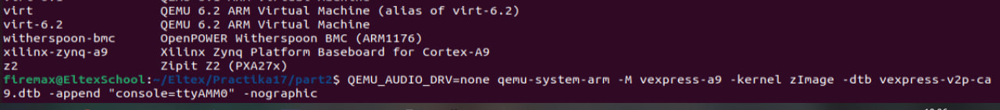 virt QEMU 6.2 ARM Virtual Machine (alias of virt-6.2)
virt-6.2 QEMU 6.2 ARM Virtual Machine
witherspoon-bmc OpenPOWER Witherspoon BMC (ARM1176)
xilinx-zynq-a9 Xilinx Zynq Platform Baseboard for Cortex-A9
z2 Zipit Z2 (PXA27x)
firemax@EltexSchool:~/Eltex/Practika17/part2$ QEMU_AUDIO_DRV=none qemu-system-arm -M vexpress-a9 -kernel zImage -dtb vexpress-v2p-ca
9.dtb -append "console=ttyAMM0" -nographic